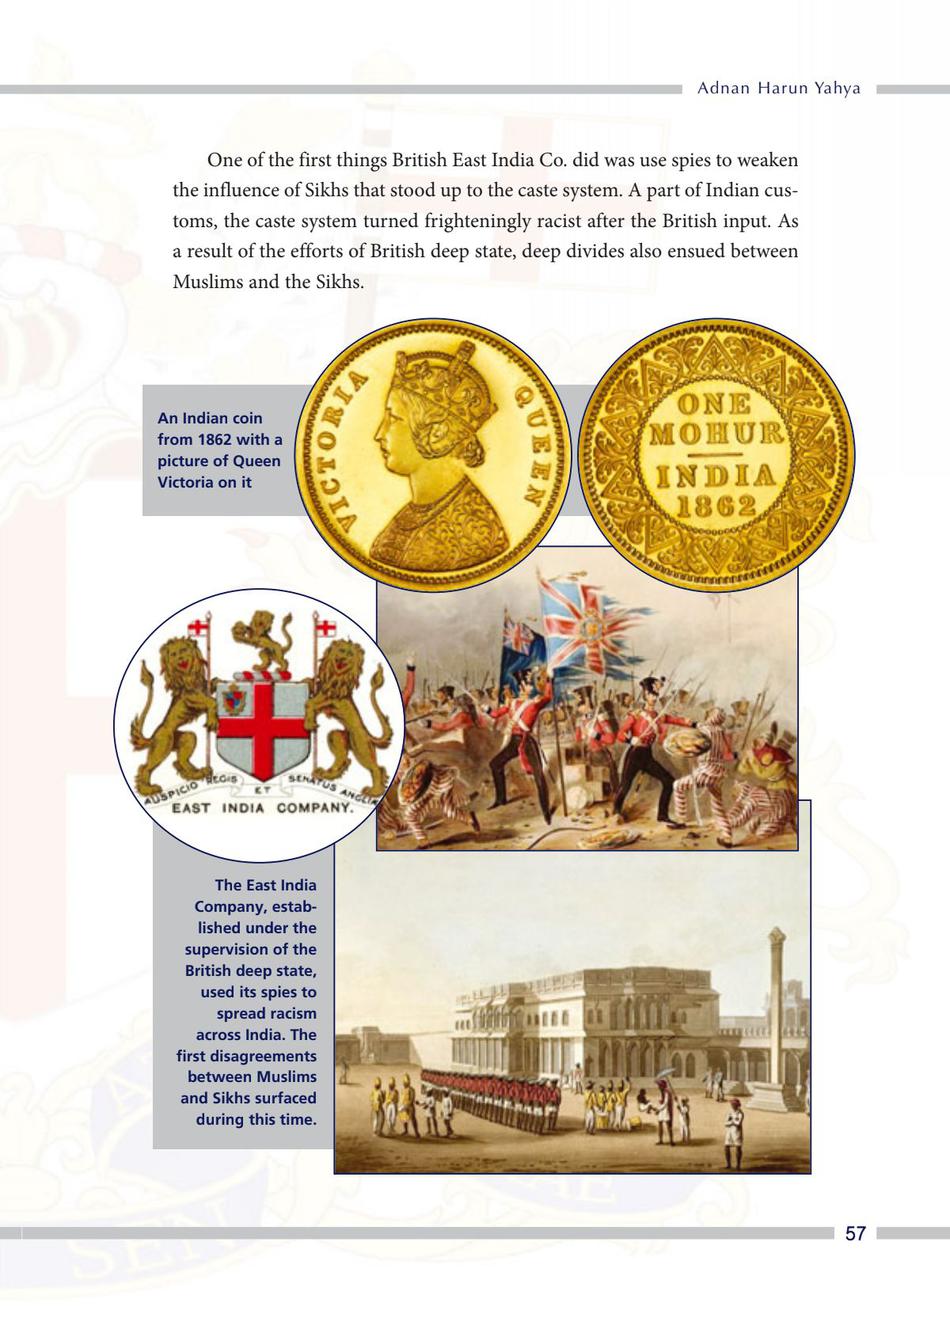 Adnan Harun Yahya
One of the first things British East India Co. did was use spies to weaken
the influence of Sikhs that stood up to the caste system. A part of Indian cus-
toms, the caste system turned frighteningly racist after the British input. As
a result of the efforts of British deep state, deep divides also ensued between
Muslims and the Sikhs.
An Indian coin
from 1862 with a
picture of Queen
Victoria on it
VICTORIA QUEEN
ONE
MOHUR
INDIA
1862
AUSPICIO REGIS ET SENATUS ANGLIÆ
EAST INDIA COMPANY.
The East India
Company, estab-
lished under the
supervision of the
British deep state,
used its spies to
spread racism
across India. The
first disagreements
between Muslims
and Sikhs surfaced
during this time.
SEN
57